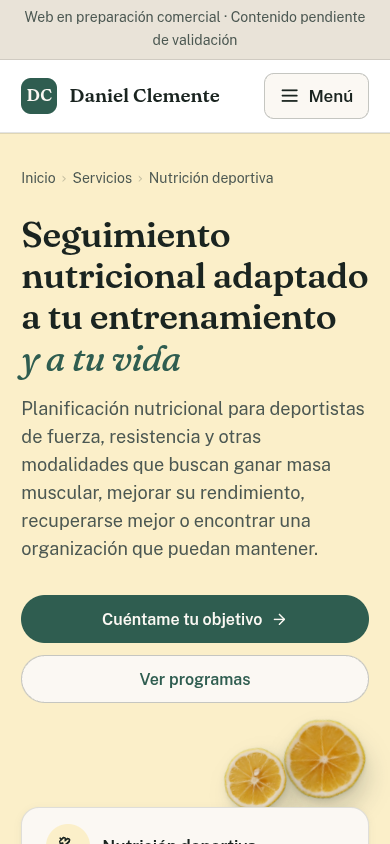 Web en preparación comercial · Contenido pendiente
de validación
DC
Daniel Clemente
Menú
Inicio › Servicios › Nutrición deportiva
Seguimiento
nutricional adaptado
a tu entrenamiento
y a tu vida
Planificación nutricional para deportistas
de fuerza, resistencia y otras
modalidades que buscan ganar masa
muscular, mejorar su rendimiento,
recuperarse mejor o encontrar una
organización que puedan mantener.
Cuéntame tu objetivo →
Ver programas
Nutrición deportiva